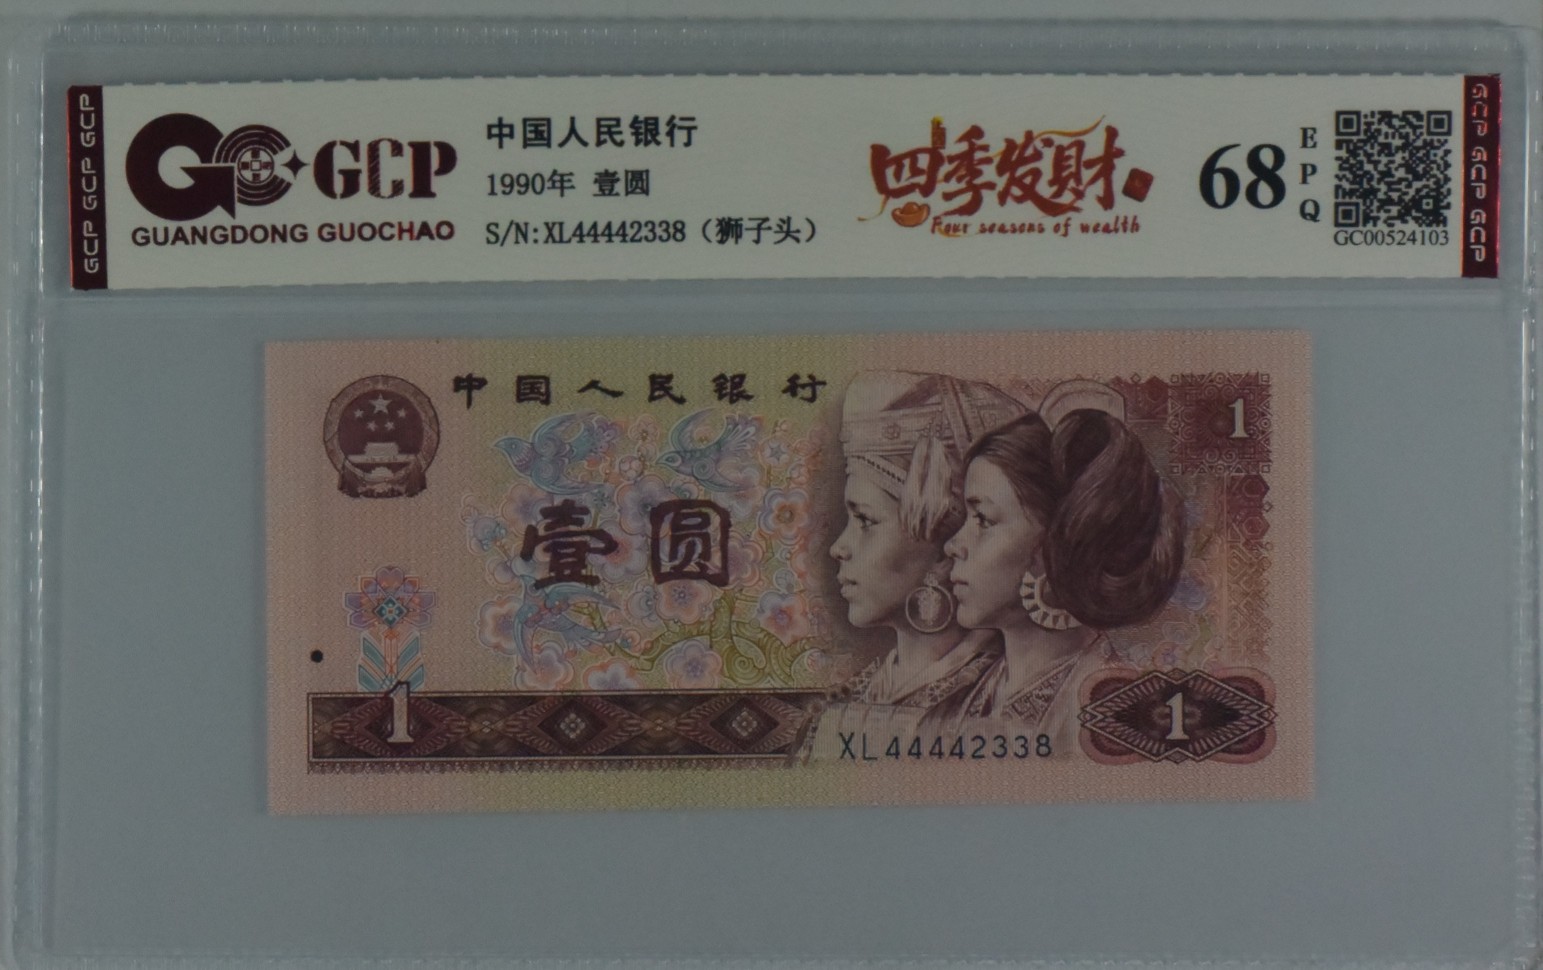 GCP GCP GCP
GCP
GUANGDONG GUOCHAO
中国人民银行
1990年 壹圆
S/N:XL44442338（狮子头）
四季发财
Four seasons of wealth
68
EPQ
GC00524103
GCP GCP GCP
中国人民银行
1
壹圆
1
1
XL44442338